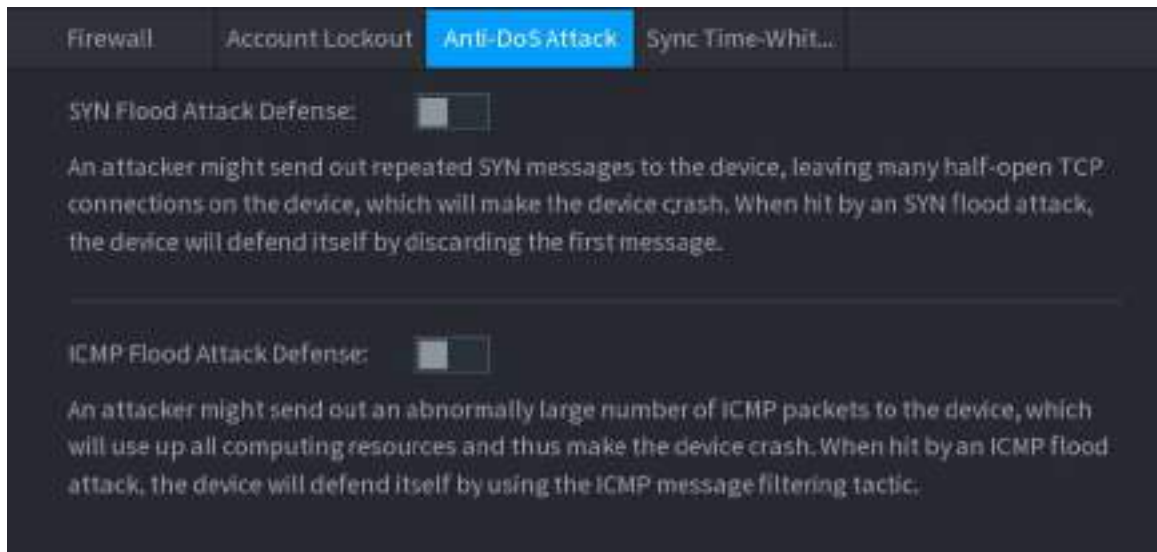 Firewall Account Lockout Anti-DoS Attack Sync Time-Whit...
SYN Flood Attack Defense:
An attacker might send out repeated SYN messages to the device, leaving many half-open TCP
connections on the device, which will make the device crash. When hit by an SYN flood attack,
the device will defend itself by discarding the first message.
ICMP Flood Attack Defense:
An attacker might send out an abnormally large number of ICMP packets to the device, which
will use up all computing resources and thus make the device crash. When hit by an ICMP flood
attack, the device will defend itself by using the ICMP message filtering tactic.